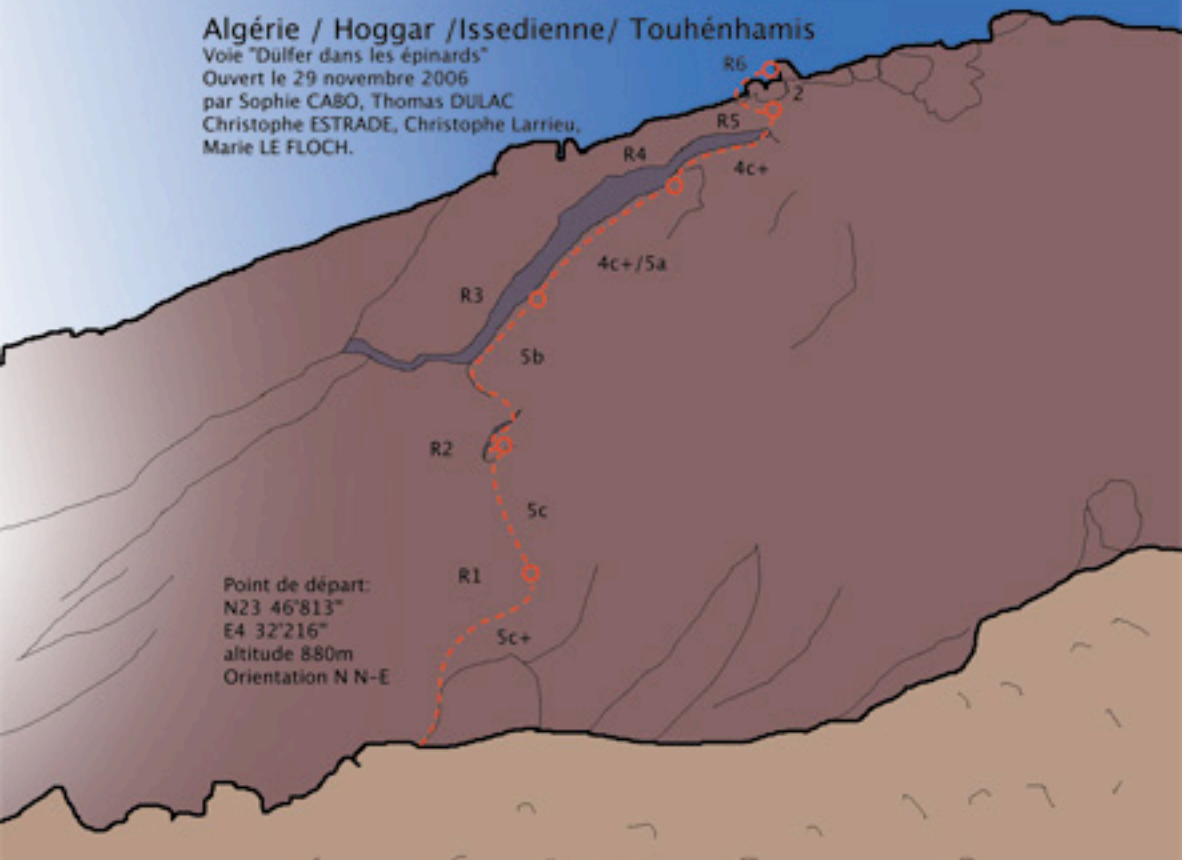 Algérie / Hoggar /Issedienne/ Touhénhamis
Voie "Dülfer dans les épinards"
Ouvert le 29 novembre 2006
par Sophie CABO, Thomas DULAC
Christophe ESTRADE, Christophe Larrieu,
Marie LE FLOCH.
R6
2
R5
R4
4c+
4c+/5a
R3
5b
R2
5c
R1
5c+
Point de départ:
N23 46'813"
E4 32'216"
altitude 880m
Orientation N N-E